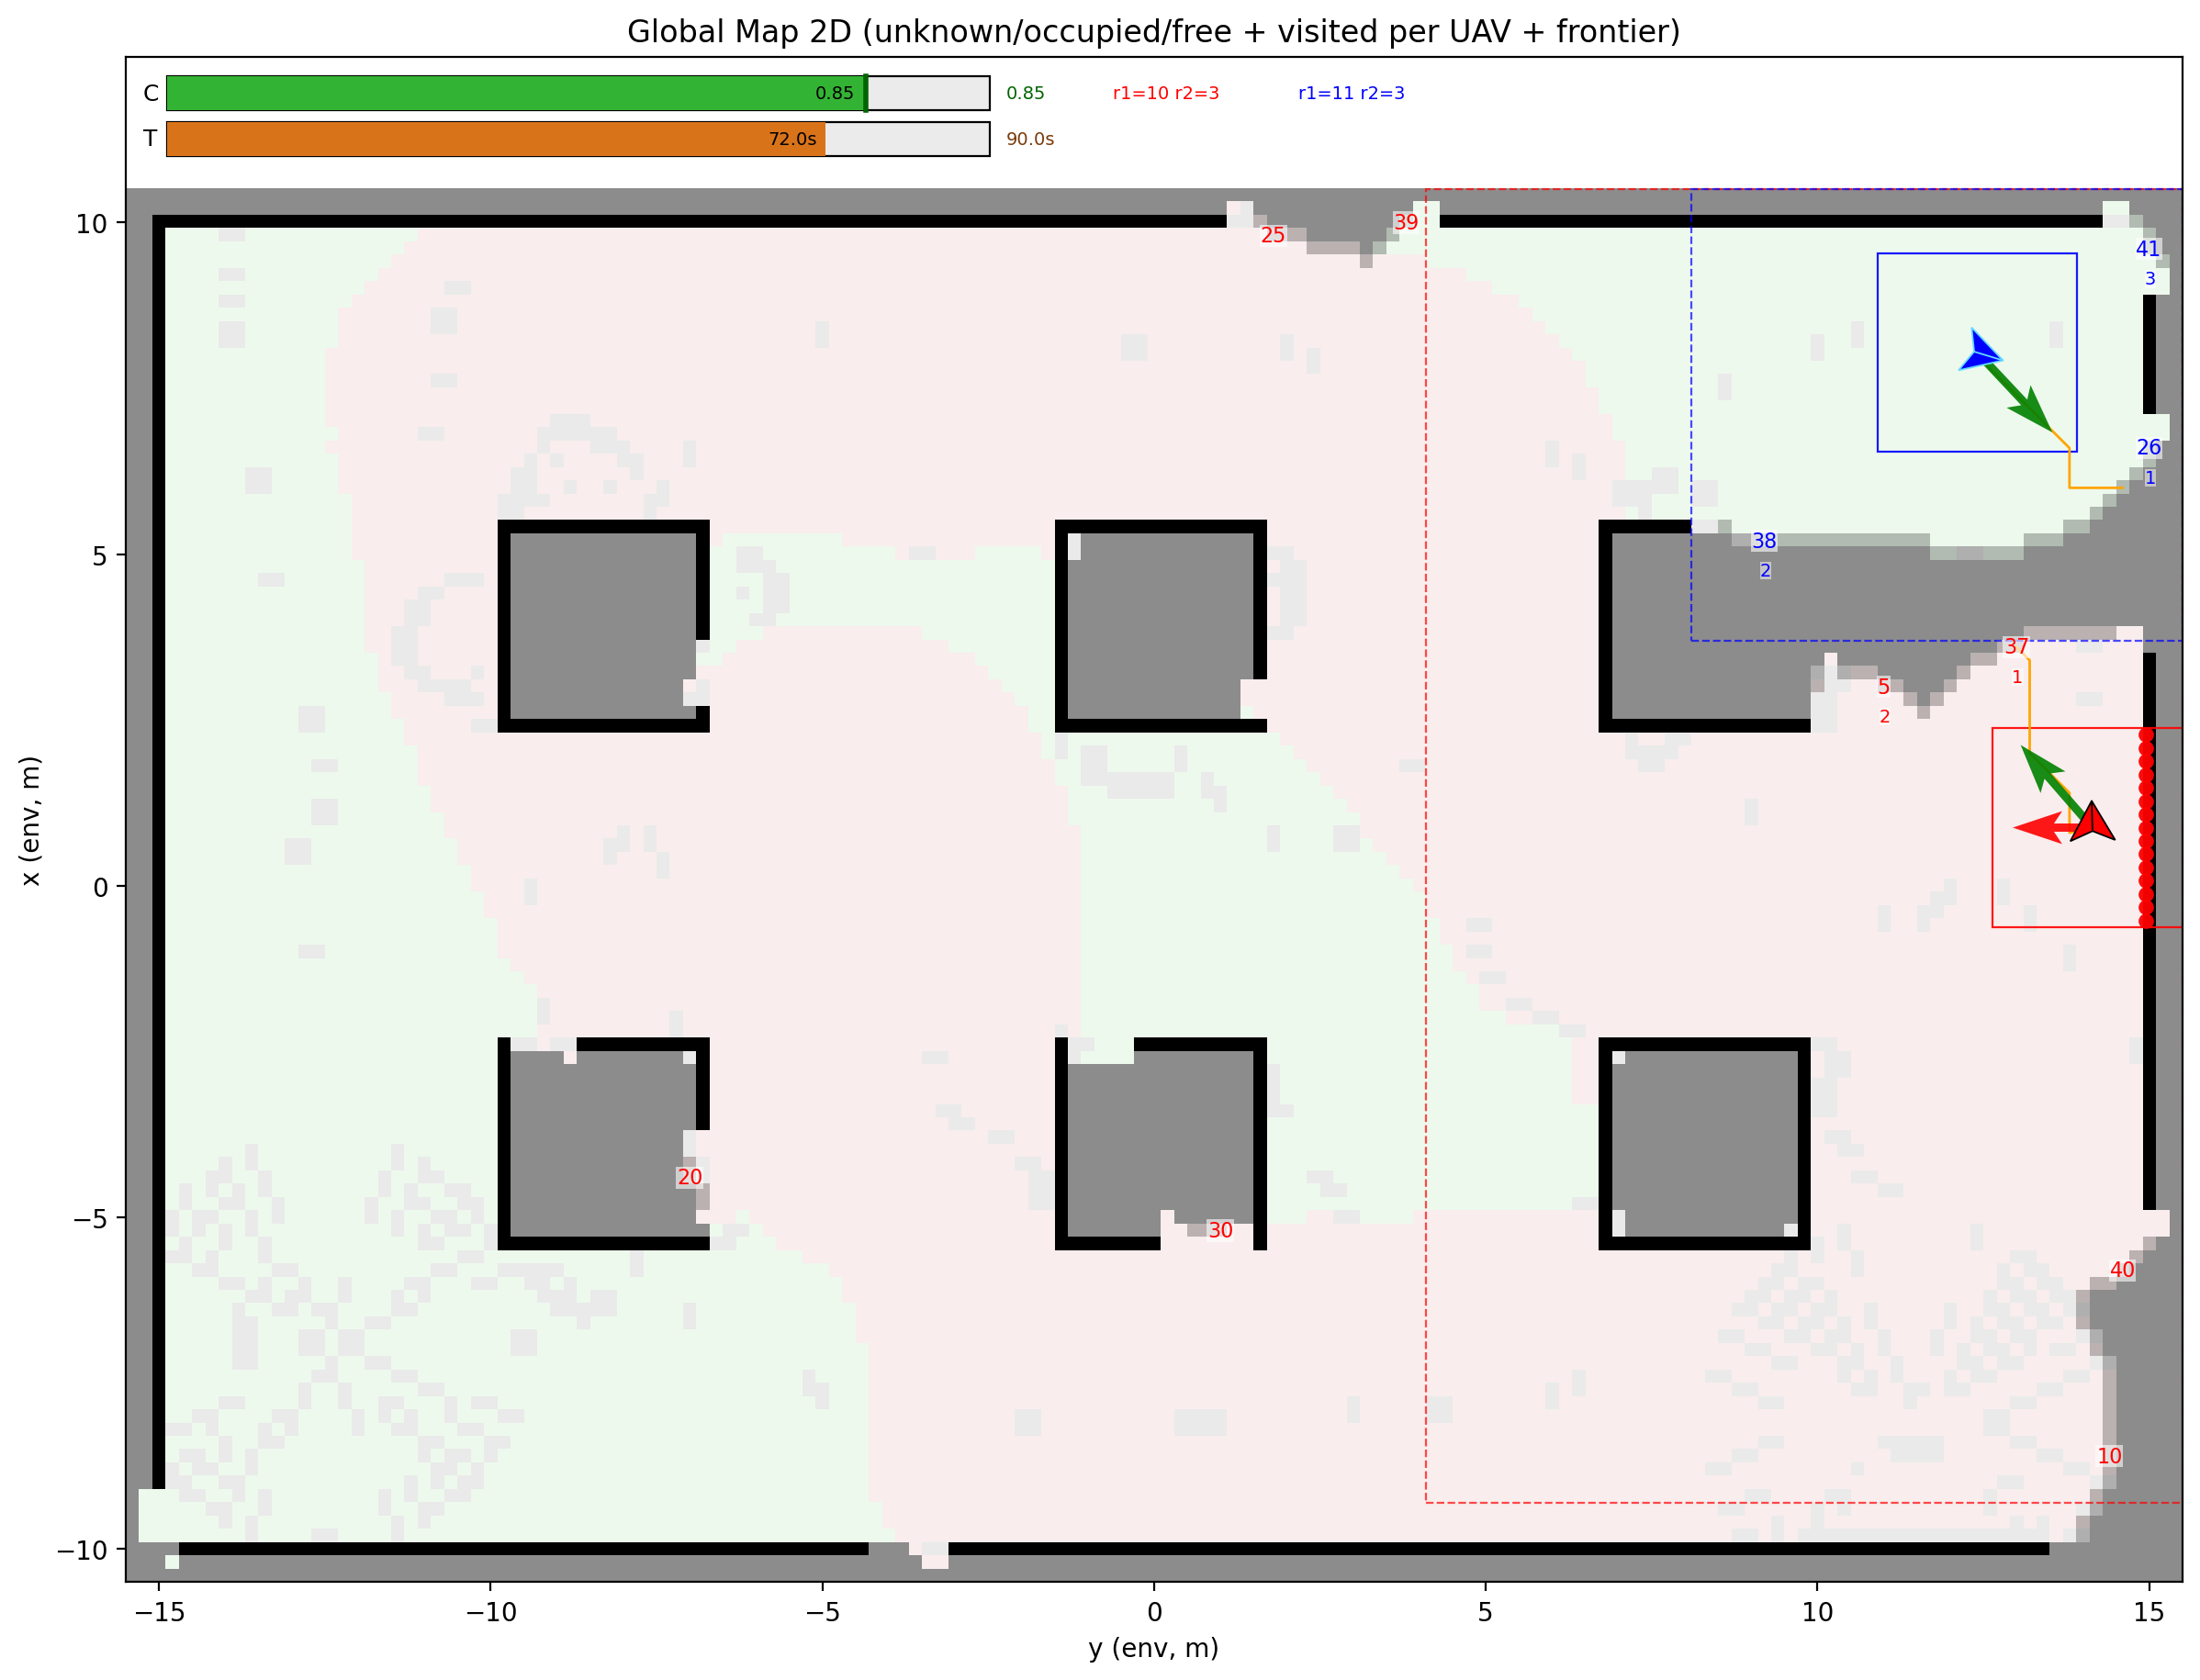 Global Map 2D (unknown/occupied/free + visited per UAV + frontier)
C 0.85 0.85 r1=10 r2=3 r1=11 r2=3
T 72.0s 90.0s
10
25 39 41
3
26
1
5
38
2
37
1
5
2
0
20
−5
30
40
10
−10
−15 −10 −5 0 5 10 15
y (env, m)
x (env, m)